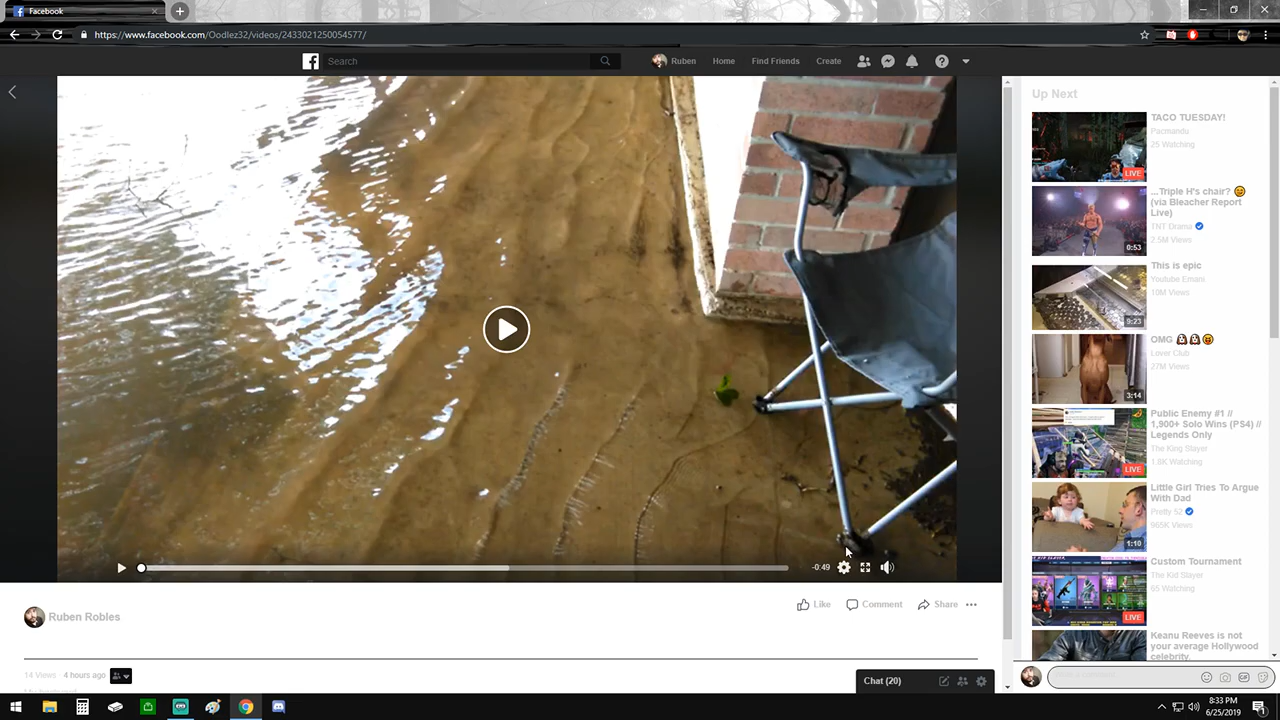 Facebook
https://www.facebook.com/Oodlez32/videos/2433021250054577/
Search
Ruben
Home
Find Friends
Create
Up Next
TACO TUESDAY!
Pacmandu
25 Watching
LIVE
...Triple H's chair? 😄
(via Bleacher Report
Live)
TNT Drama
2.5M Views
0:53
This is epic
Youtube Emani
10M Views
9:23
OMG
Lover Club
27M Views
3:14
Public Enemy #1 //
1,900+ Solo Wins (PS4) //
Legends Only
The King Slayer
1.8K Watching
LIVE
Little Girl Tries To Argue
With Dad
Pretty 52
965K Views
1:10
Custom Tournament
The Kid Slayer
65 Watching
LIVE
Keanu Reeves is not
your average Hollywood
celebrity.
-0:49
Ruben Robles
Like
Comment
Share
14 Views · 4 hours ago
Chat (20)
8:33 PM
6/25/2019